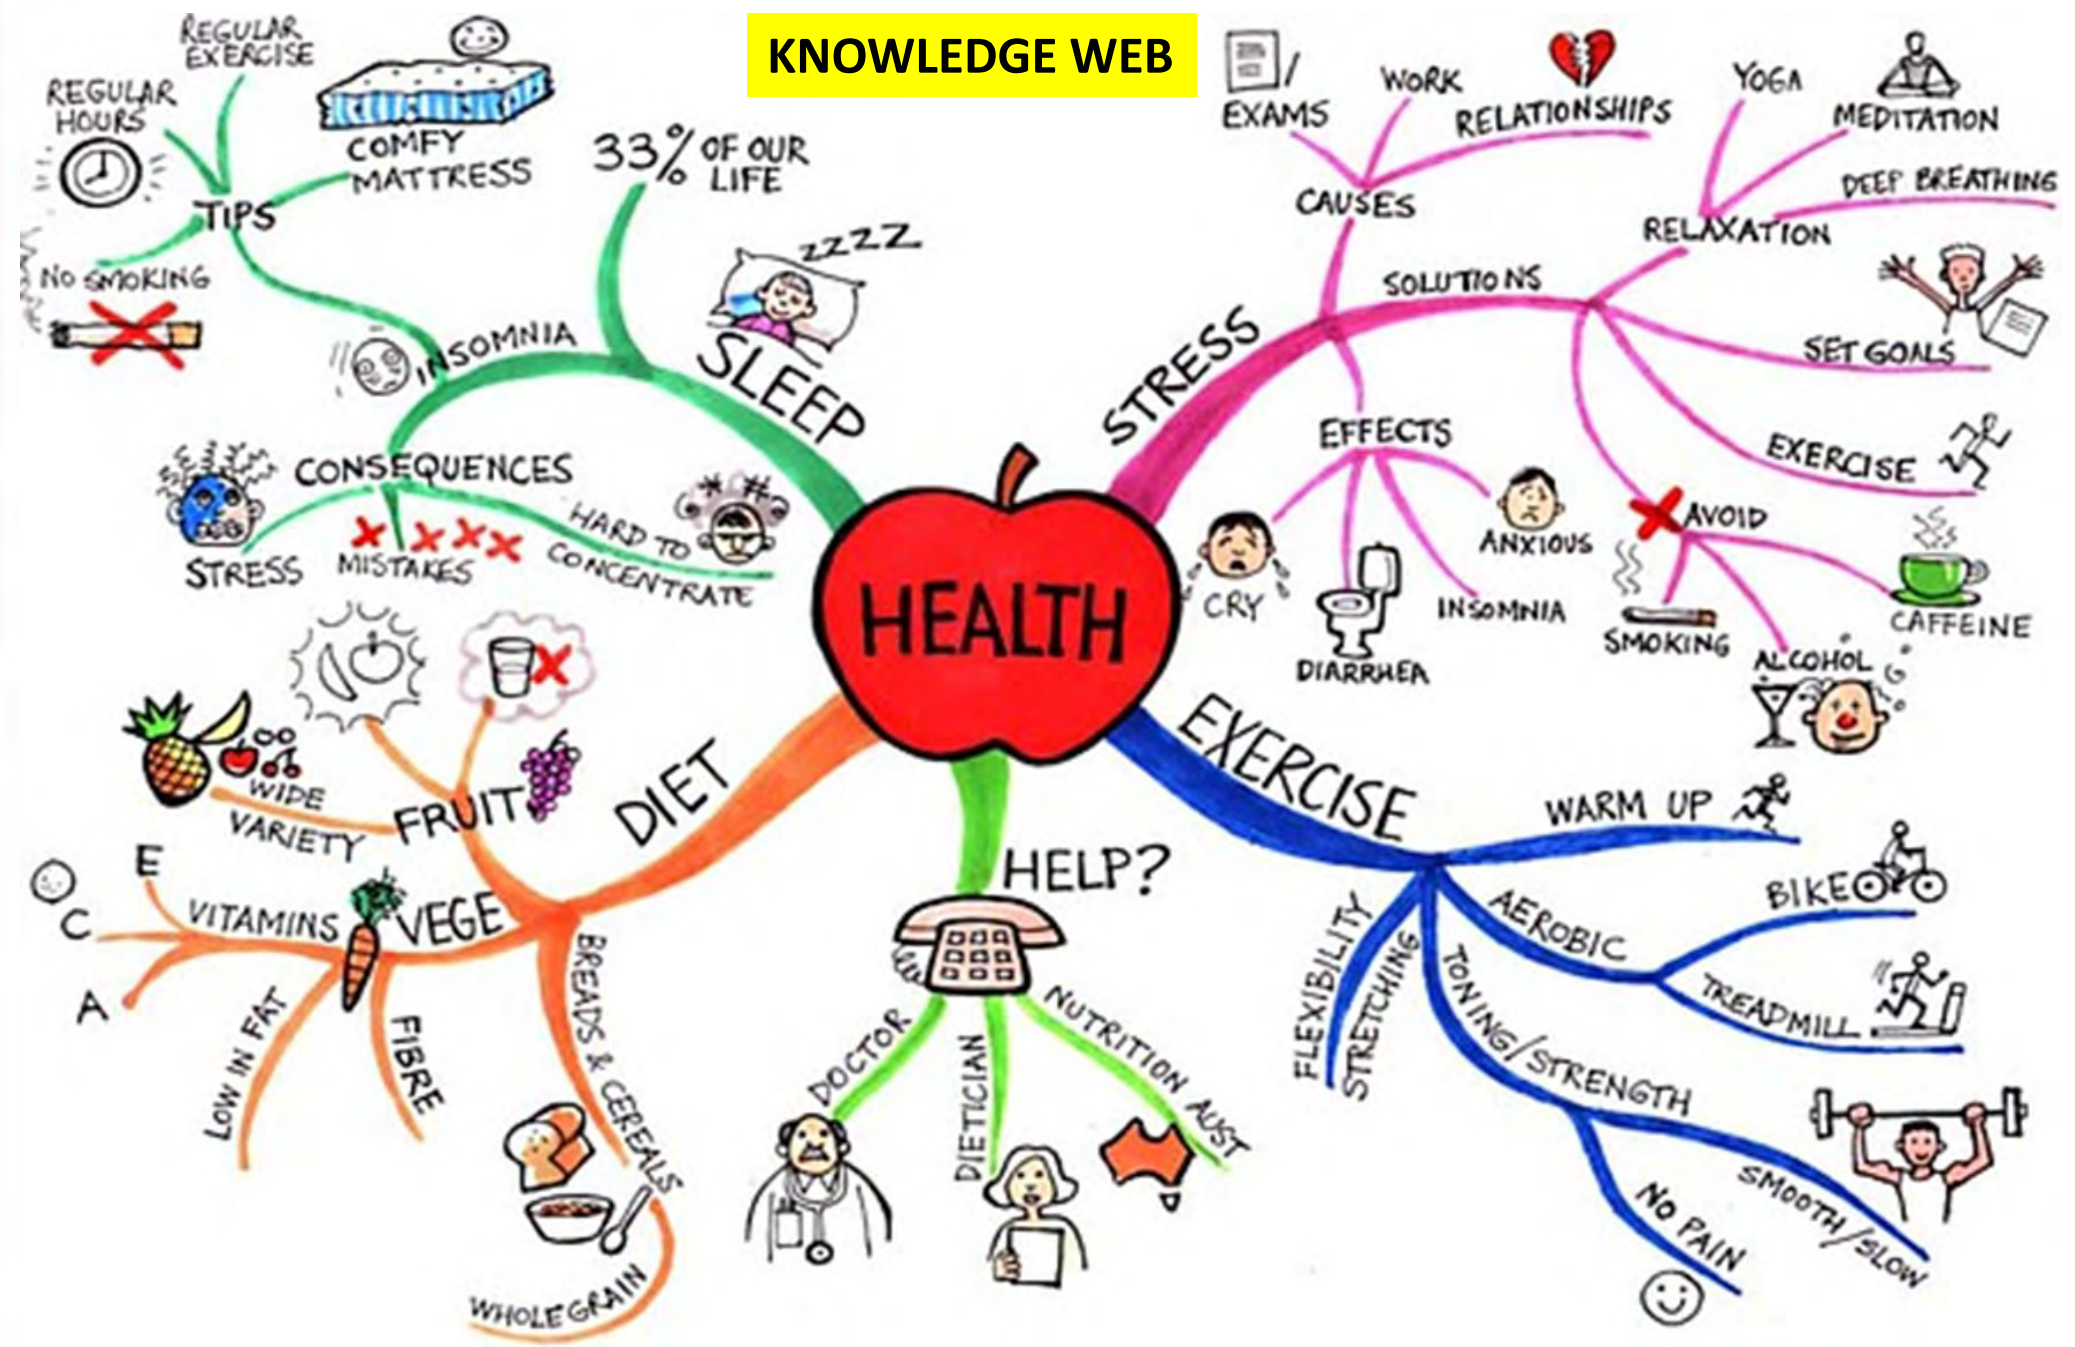 KNOWLEDGE WEB
HEALTH
SLEEP
33% OF OUR
LIFE
ZZZZ
INSOMNIA
TIPS
REGULAR
EXERCISE
REGULAR
HOURS
COMFY
MATTRESS
NO SMOKING
CONSEQUENCES
STRESS
MISTAKES
HARD TO
CONCENTRATE
STRESS
CAUSES
EXAMS
WORK
RELATIONSHIPS
SOLUTIONS
RELAXATION
YOGA
MEDITATION
DEEP BREATHING
SET GOALS
EXERCISE
AVOID
SMOKING
ALCOHOL
CAFFEINE
EFFECTS
CRY
DIARRHEA
INSOMNIA
ANXIOUS
EXERCISE
WARM UP
AEROBIC
BIKE
TREADMILL
TONING/STRENGTH
SMOOTH/SLOW
NO PAIN
FLEXIBILITY
STRETCHING
HELP?
DOCTOR
DIETICIAN
NUTRITION AUST
DIET
FRUIT
WIDE
VARIETY
VEGE
VITAMINS
E
C
A
LOW IN FAT
FIBRE
BREADS & CEREALS
WHOLEGRAIN